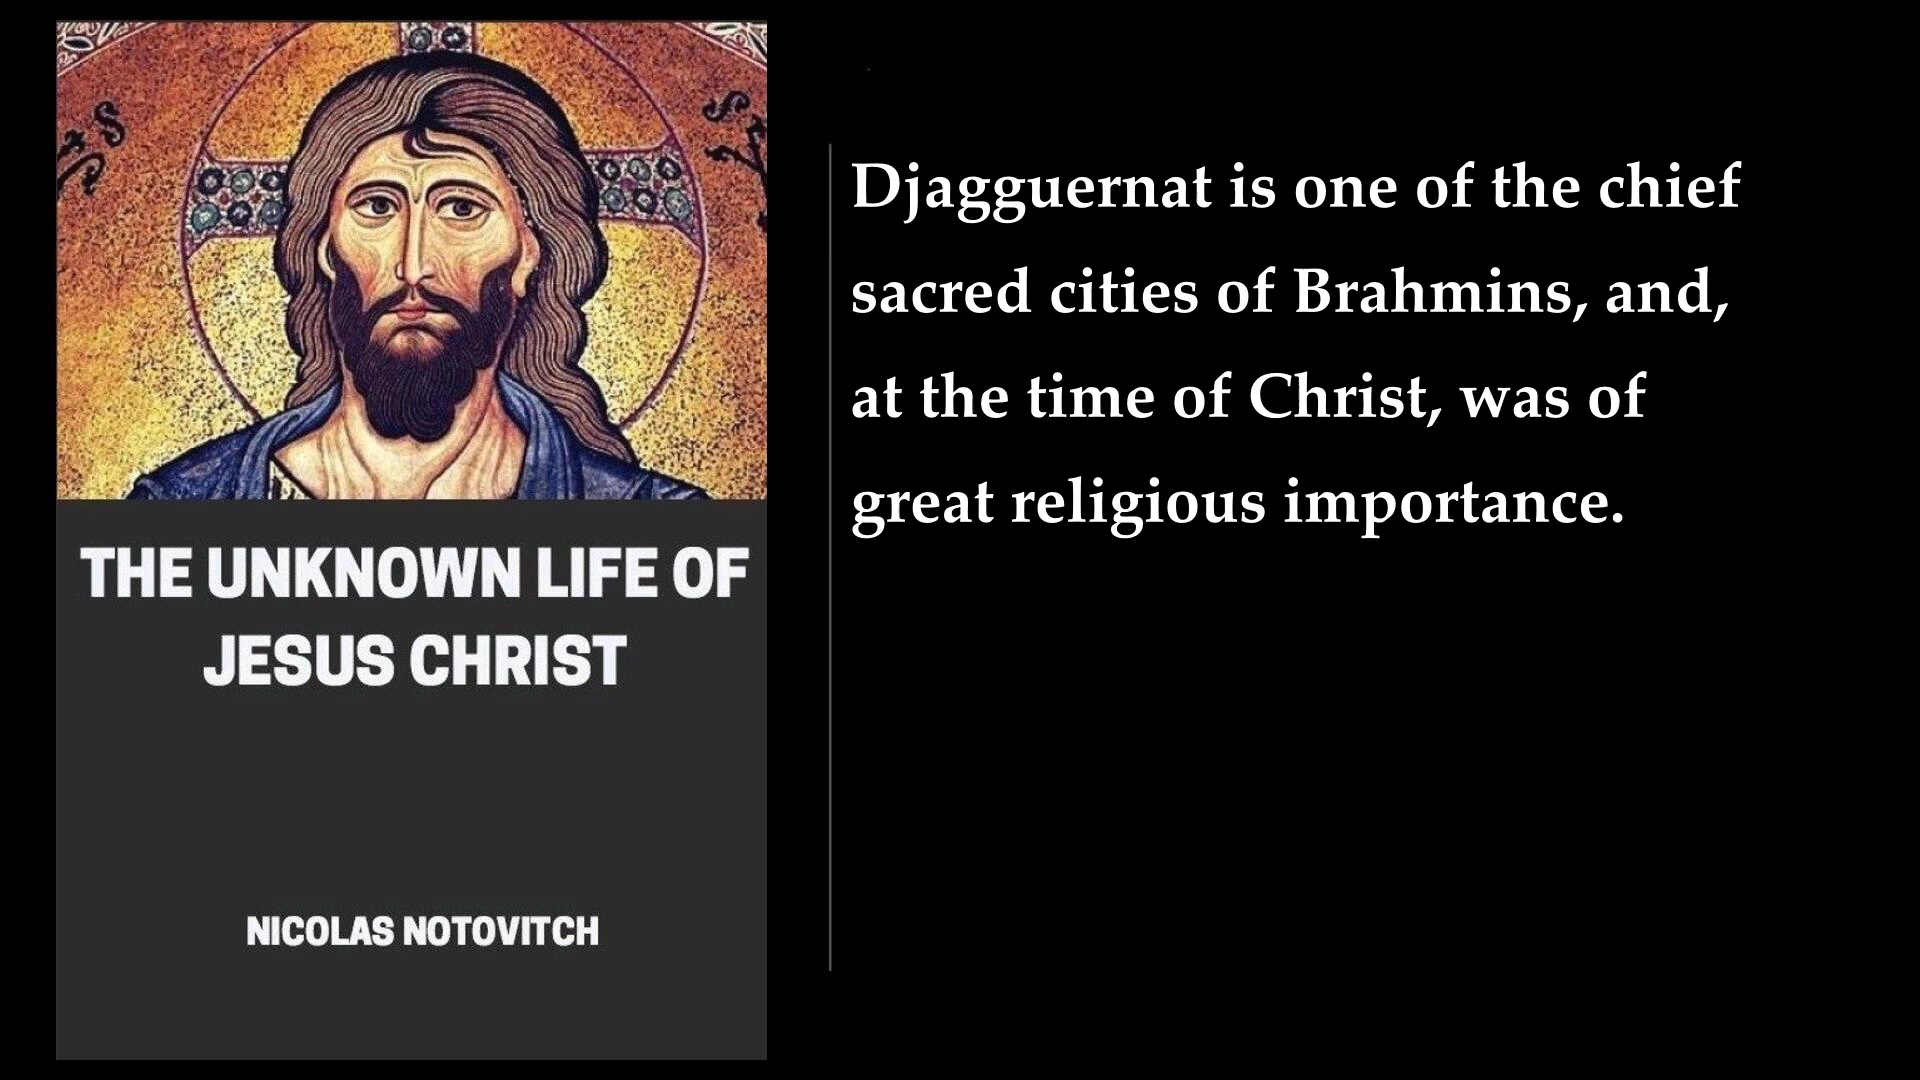 THE UNKNOWN LIFE OF
JESUS CHRIST
NICOLAS NOTOVITCH
Djagguernat is one of the chief
sacred cities of Brahmins, and,
at the time of Christ, was of
great religious importance.